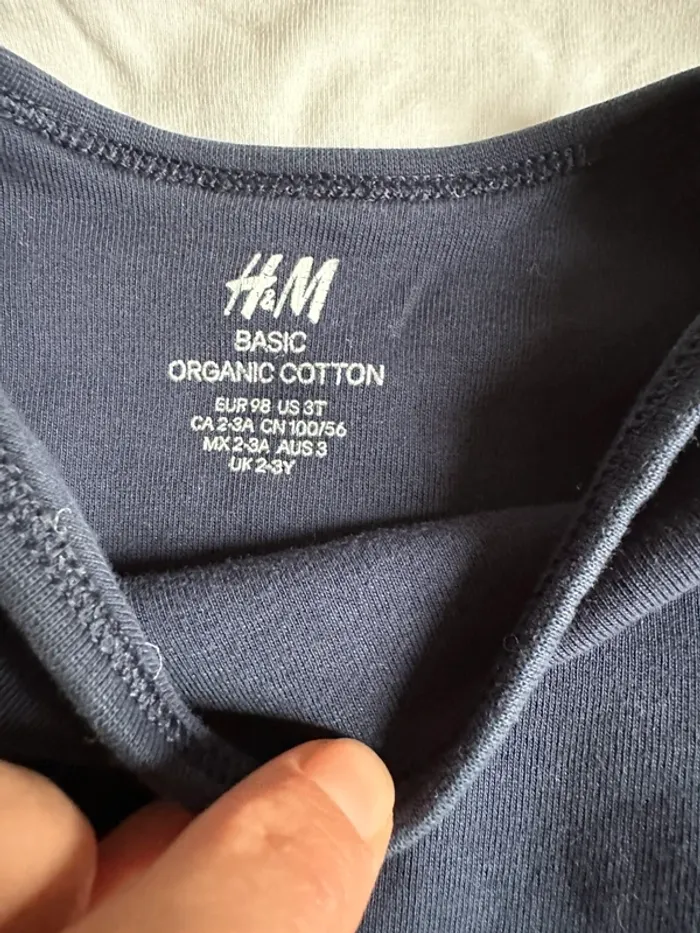 H&M
BASIC
ORGANIC COTTON
EUR 98 US 3T
CA 2-3A CN 100/56
MX 2-3A AUS 3
UK 2-3Y